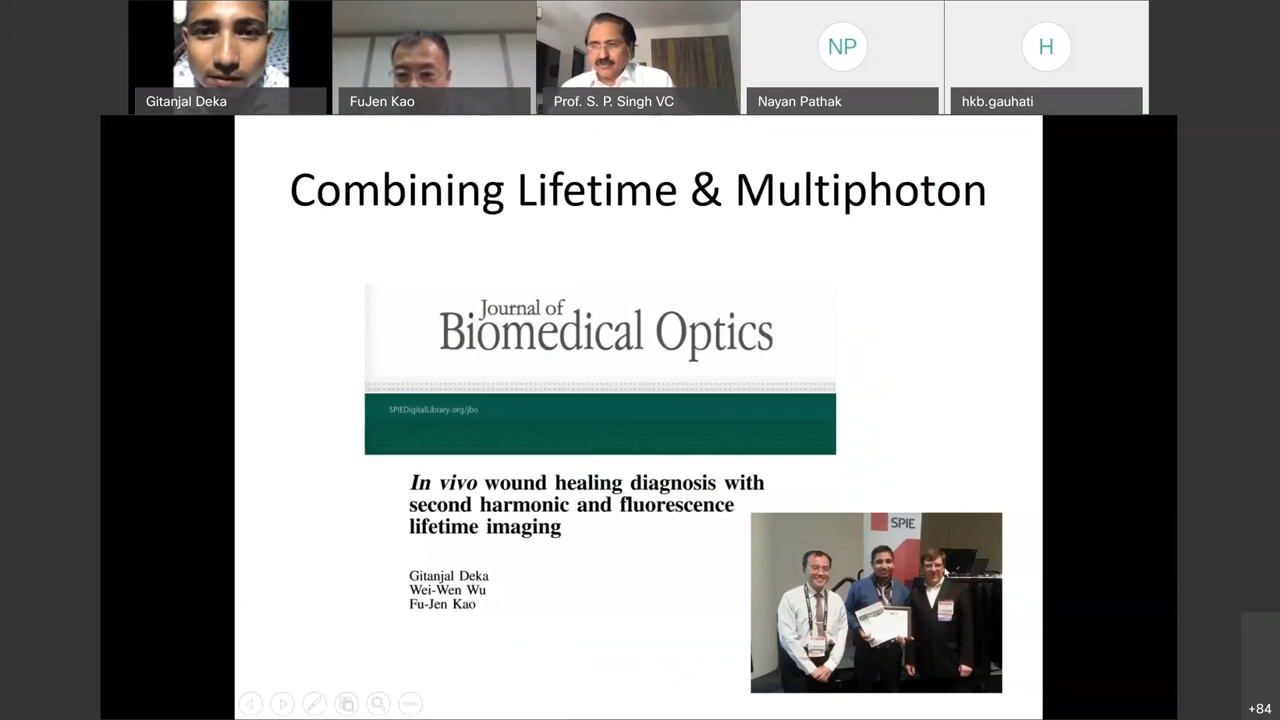 Gitanjal Deka
FuJen Kao
Prof. S. P. Singh VC
NP
Nayan Pathak
H
hkb.gauhati
Combining Lifetime & Multiphoton
Journal of
Biomedical Optics
SPIEDigitalLibrary.org/jbo
In vivo wound healing diagnosis with
second harmonic and fluorescence
lifetime imaging
Gitanjal Deka
Wei-Wen Wu
Fu-Jen Kao
SPIE
+84